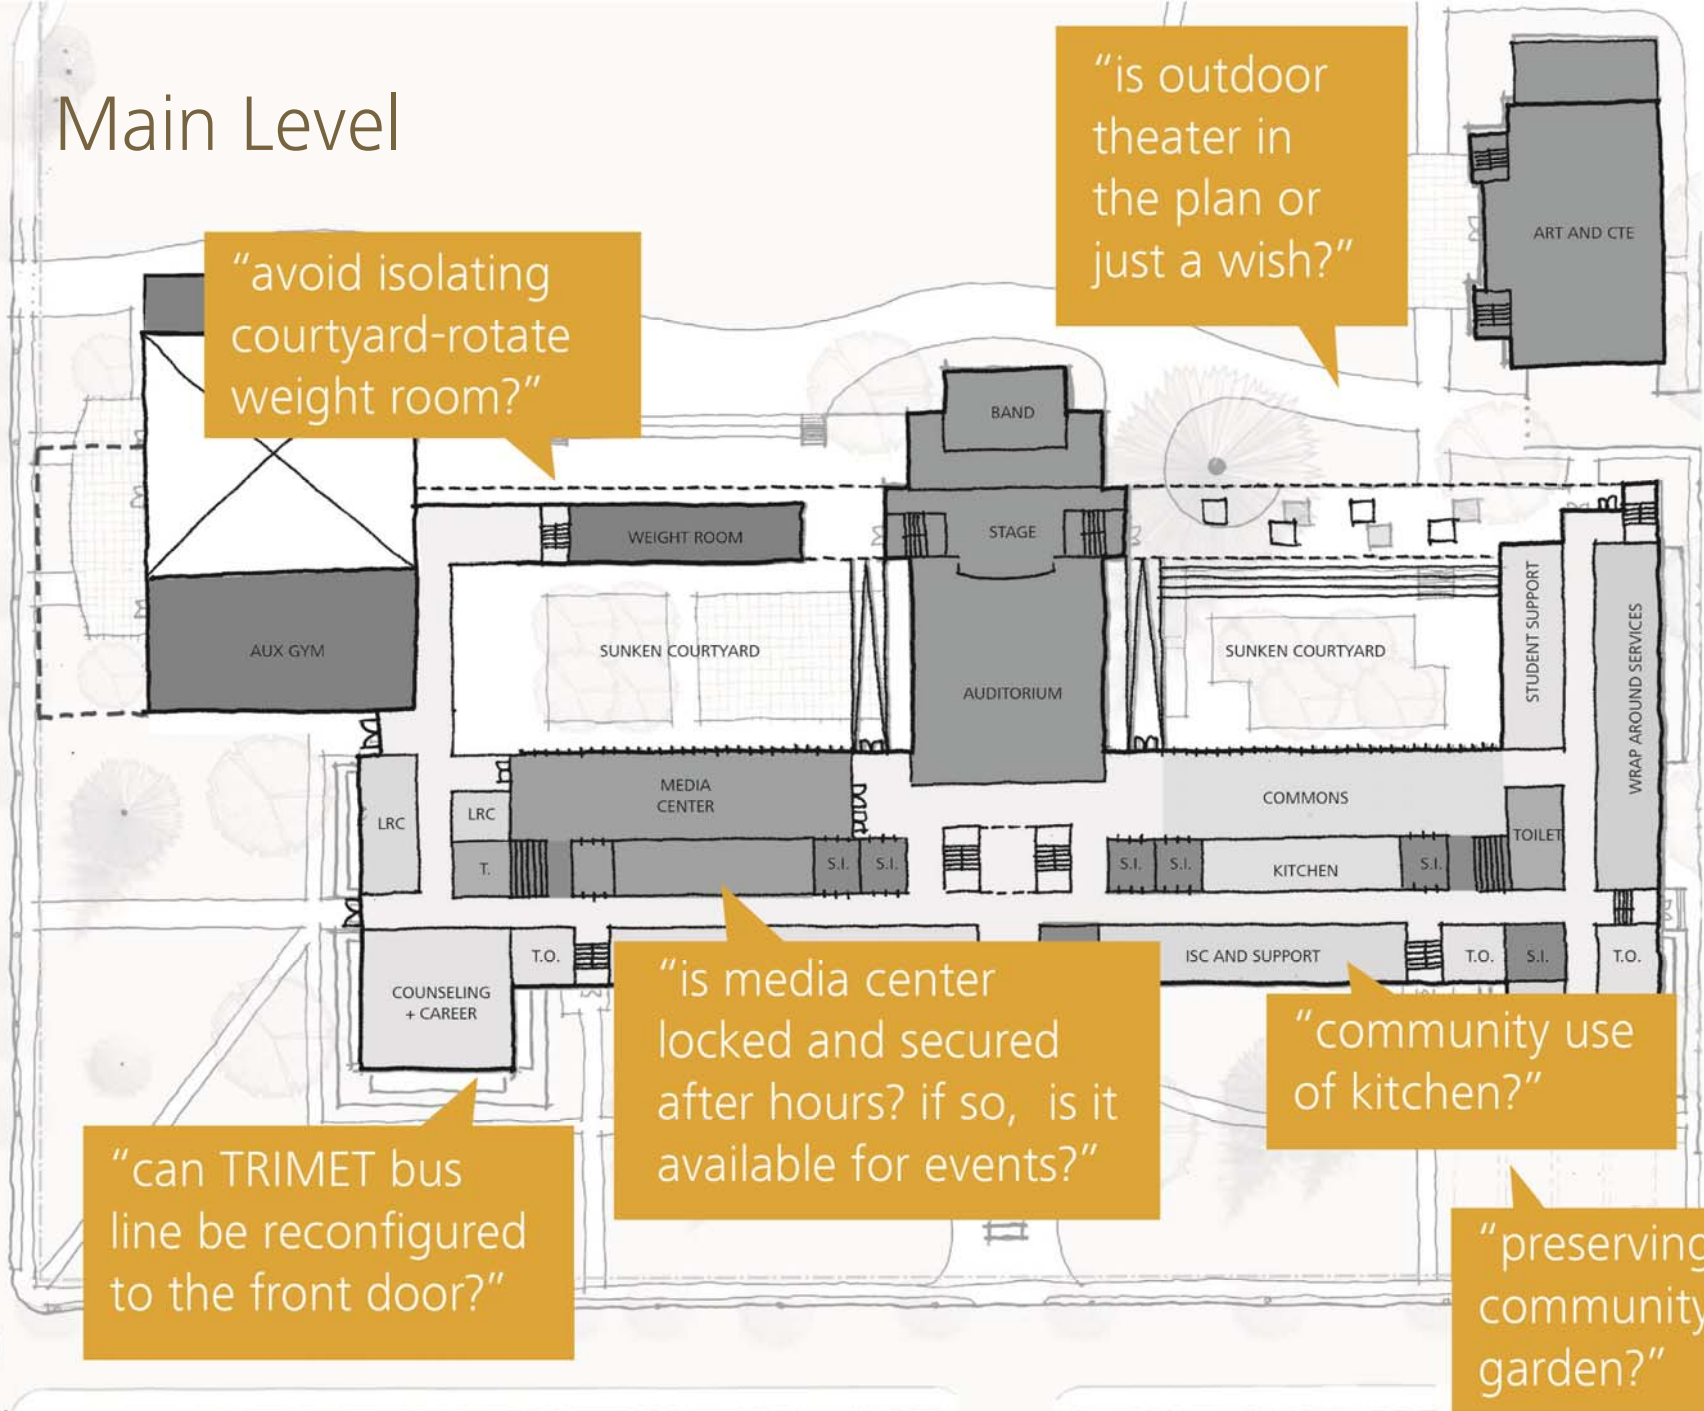 Main Level
“is outdoor
theater in
the plan or
just a wish?”
ART AND CTE
“avoid isolating
courtyard-rotate
weight room?”
BAND
WEIGHT ROOM
STAGE
STUDENT SUPPORT
WRAP AROUND SERVICES
AUX GYM
SUNKEN COURTYARD
SUNKEN COURTYARD
AUDITORIUM
MEDIA
CENTER
COMMONS
LRC
LRC
TOILET
T.
S.I.
S.I.
S.I.
S.I.
KITCHEN
S.I.
T.O.
ISC AND SUPPORT
T.O.
S.I.
T.O.
COUNSELING
+ CAREER
“is media center
locked and secured
after hours? if so, is it
available for events?”
“community use
of kitchen?”
“can TRIMET bus
line be reconfigured
to the front door?”
“preserving
community
garden?”